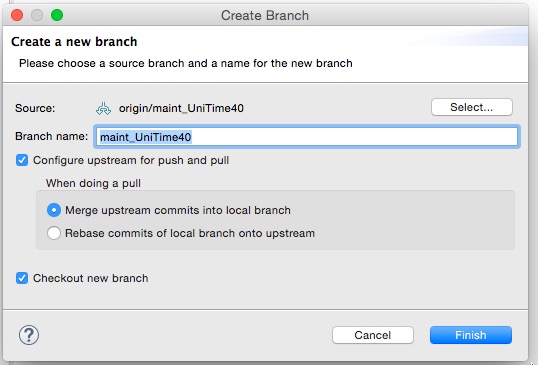 Create Branch
Create a new branch
Please choose a source branch and a name for the new branch
Source: origin/maint_UniTime40 Select...
Branch name: maint_UniTime40
Configure upstream for push and pull
When doing a pull
Merge upstream commits into local branch
Rebase commits of local branch onto upstream
Checkout new branch
? Cancel Finish